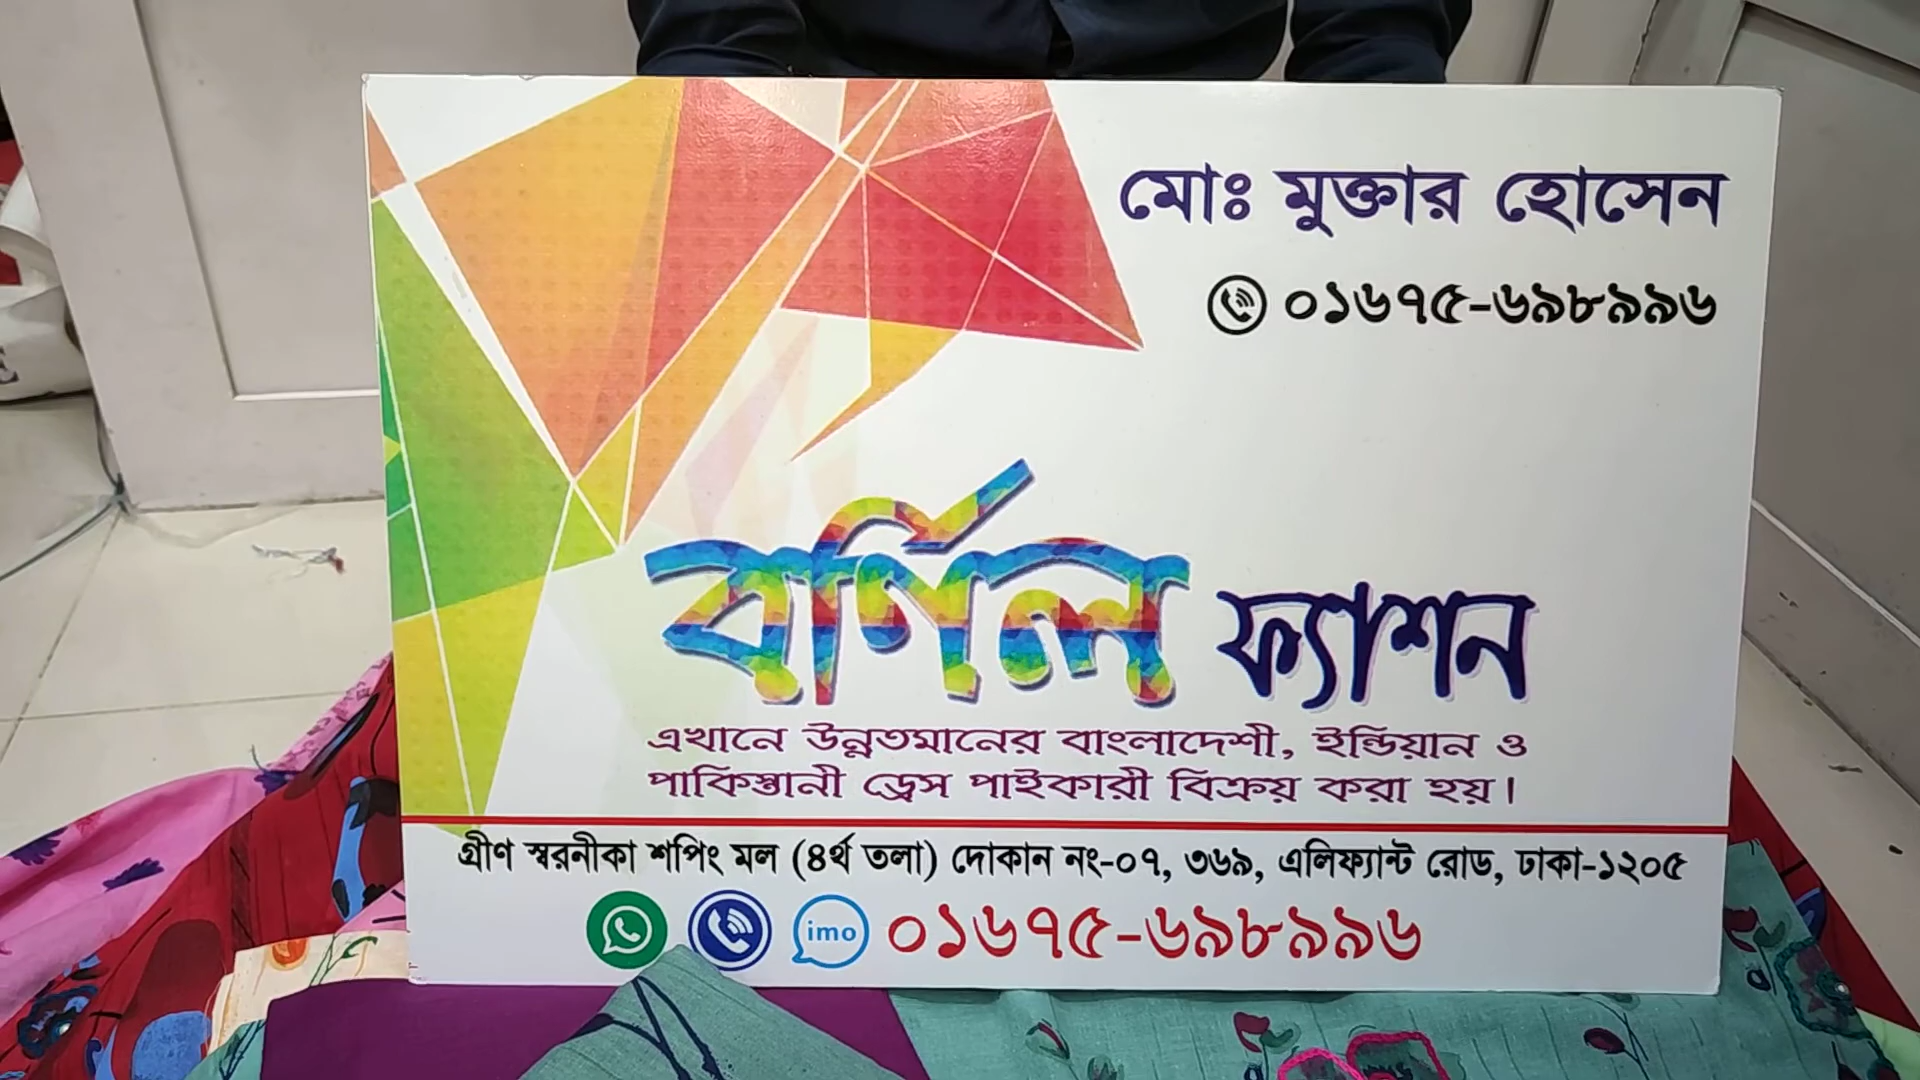 মোঃ মুক্তার হোসেন
০১৬৭৫-৬৯৮৯৯৬
বর্ণিল ফ্যাশন
এখানে উন্নতমানের বাংলাদেশী, ইন্ডিয়ান ও
পাকিস্তানী ড্রেস পাইকারী বিক্রয় করা হয়।
গ্রীণ স্বরনীকা শপিং মল (৪র্থ তলা) দোকান নং-০৭, ৩৬৯, এলিফ্যান্ট রোড, ঢাকা-১২০৫
imo ০১৬৭৫-৬৯৮৯৯৬